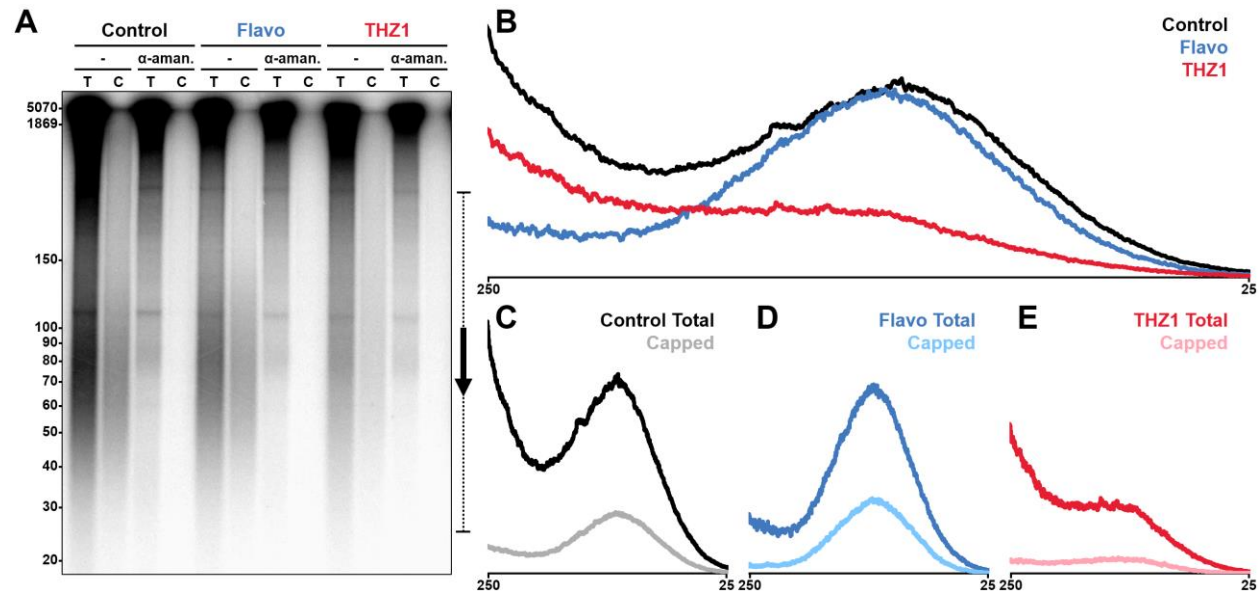 A
Control Flavo THZ1
- α-aman. - α-aman. - α-aman.
T C T C T C T C T C T C
5070
1869
150
100
90
80
70
60
50
40
30
20
B
Control
Flavo
THZ1
250 25
C
Control Total
Capped
250 25
D
Flavo Total
Capped
250 25
E
THZ1 Total
Capped
250 25